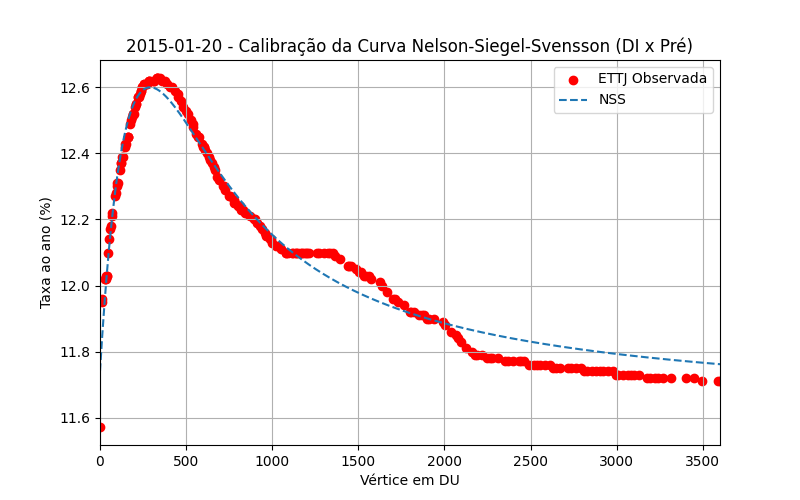 2015-01-20 - Calibração da Curva Nelson-Siegel-Svensson (DI x Pré)
ETTJ Observada
NSS
Taxa ao ano (%)
12.6
12.4
12.2
12.0
11.8
11.6
0
500
1000
1500
2000
2500
3000
3500
Vértice em DU